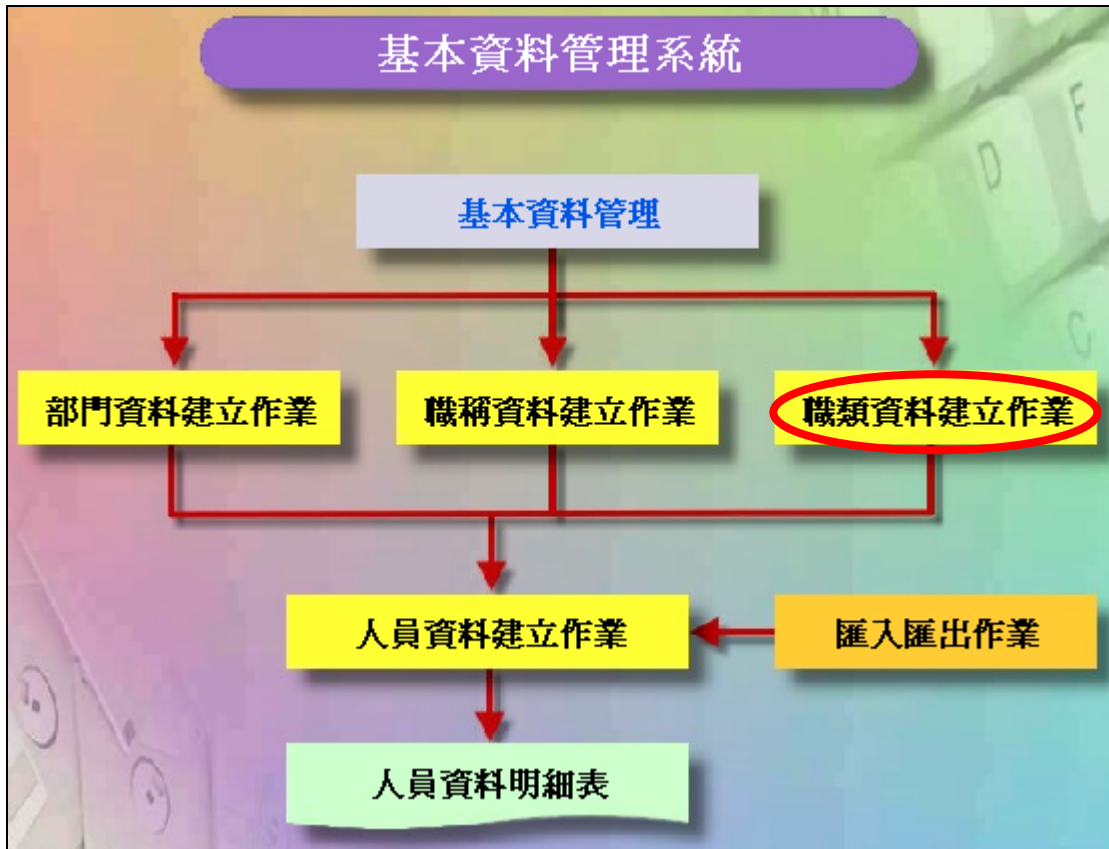 基本資料管理系統
基本資料管理
部門資料建立作業
職稱資料建立作業
職類資料建立作業
人員資料建立作業
匯入匯出作業
人員資料明細表
D
F
C